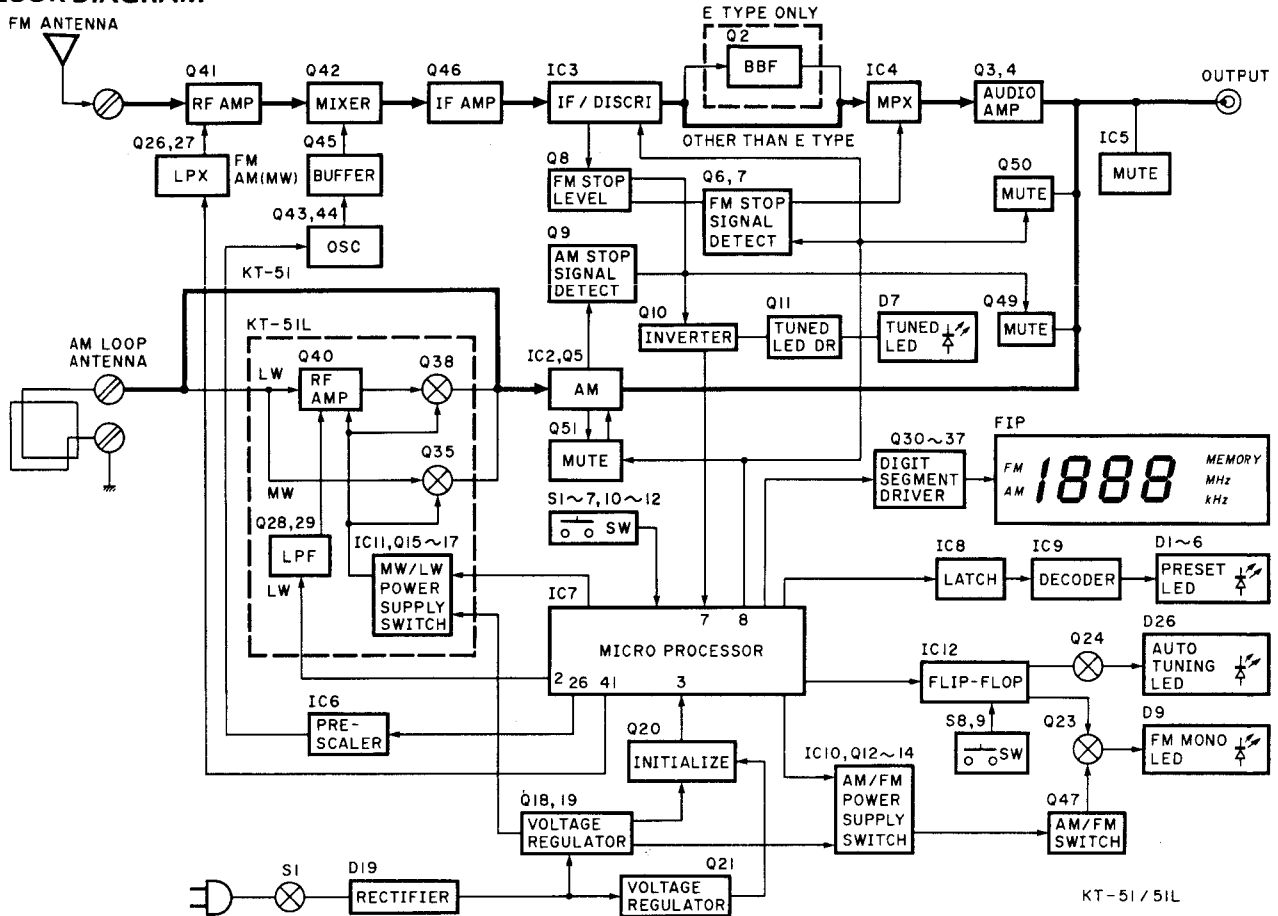 BLOCK DIAGRAM
FM ANTENNA
E TYPE ONLY
Q2
BBF
Q41
RF AMP
Q42
MIXER
Q46
IF AMP
IC3
IF / DISCRI
IC4
MPX
Q3,4
AUDIO
AMP
OUTPUT
OTHER THAN E TYPE
Q26,27
LPX
FM
AM(MW)
Q45
BUFFER
Q43,44
OSC
Q8
FM STOP
LEVEL
Q6,7
FM STOP
SIGNAL
DETECT
Q50
MUTE
IC5
MUTE
Q9
AM STOP
SIGNAL
DETECT
KT-51
KT-51L
Q10
INVERTER
Q11
TUNED
LED DR
D7
TUNED
LED
Q49
MUTE
AM LOOP
ANTENNA
LW
Q40
RF
AMP
Q38
IC2,Q5
AM
Q51
MUTE
Q35
MW
Q28,29
LPF
LW
IC11,Q15~17
MW/LW
POWER
SUPPLY
SWITCH
S1~7,10~12
SW
Q30~37
DIGIT
SEGMENT
DRIVER
FIP
FM
AM
1888
MEMORY
MHz
kHz
IC7
7
8
MICRO PROCESSOR
2
26
41
3
IC8
LATCH
IC9
DECODER
D1~6
PRESET
LED
IC12
FLIP-FLOP
Q24
D26
AUTO
TUNING
LED
S8,9
SW
Q23
D9
FM MONO
LED
IC6
PRE-
SCALER
Q20
INITIALIZE
IC10,Q12~14
AM/FM
POWER
SUPPLY
SWITCH
Q47
AM/FM
SWITCH
Q18,19
VOLTAGE
REGULATOR
S1
D19
RECTIFIER
Q21
VOLTAGE
REGULATOR
KT-51/51L